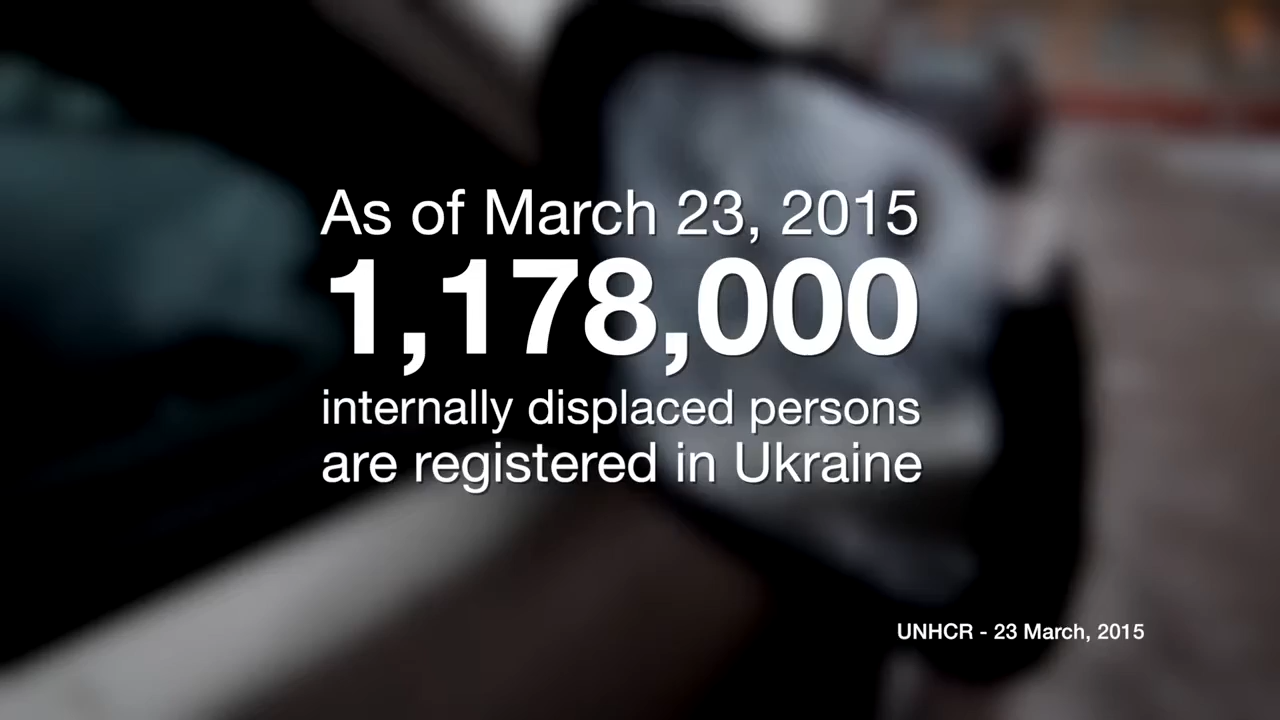 As of March 23, 2015
1,178,000
internally displaced persons
are registered in Ukraine
UNHCR - 23 March, 2015